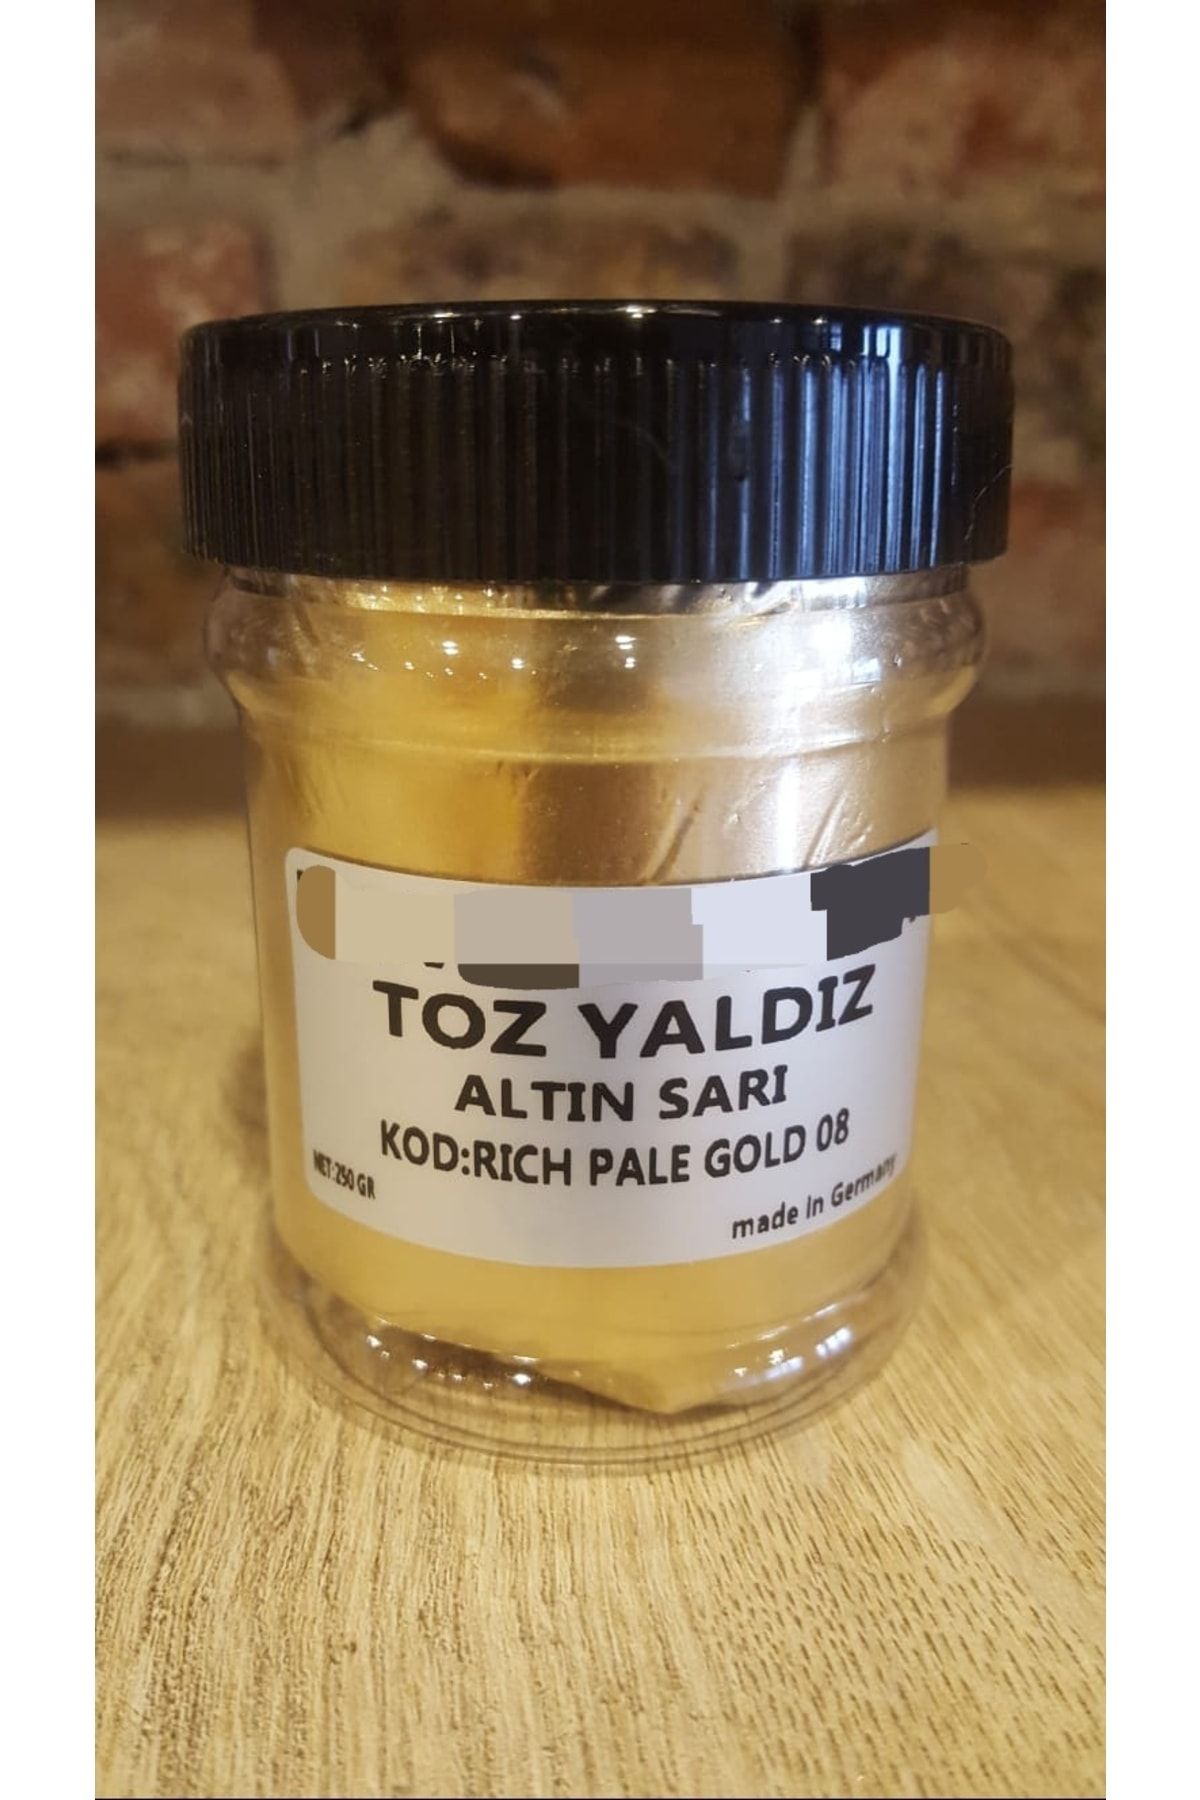 TOZ YALDIZ
ALTIN SARI
KOD:RICH PALE GOLD 08
NET:250 GR
made in Germany